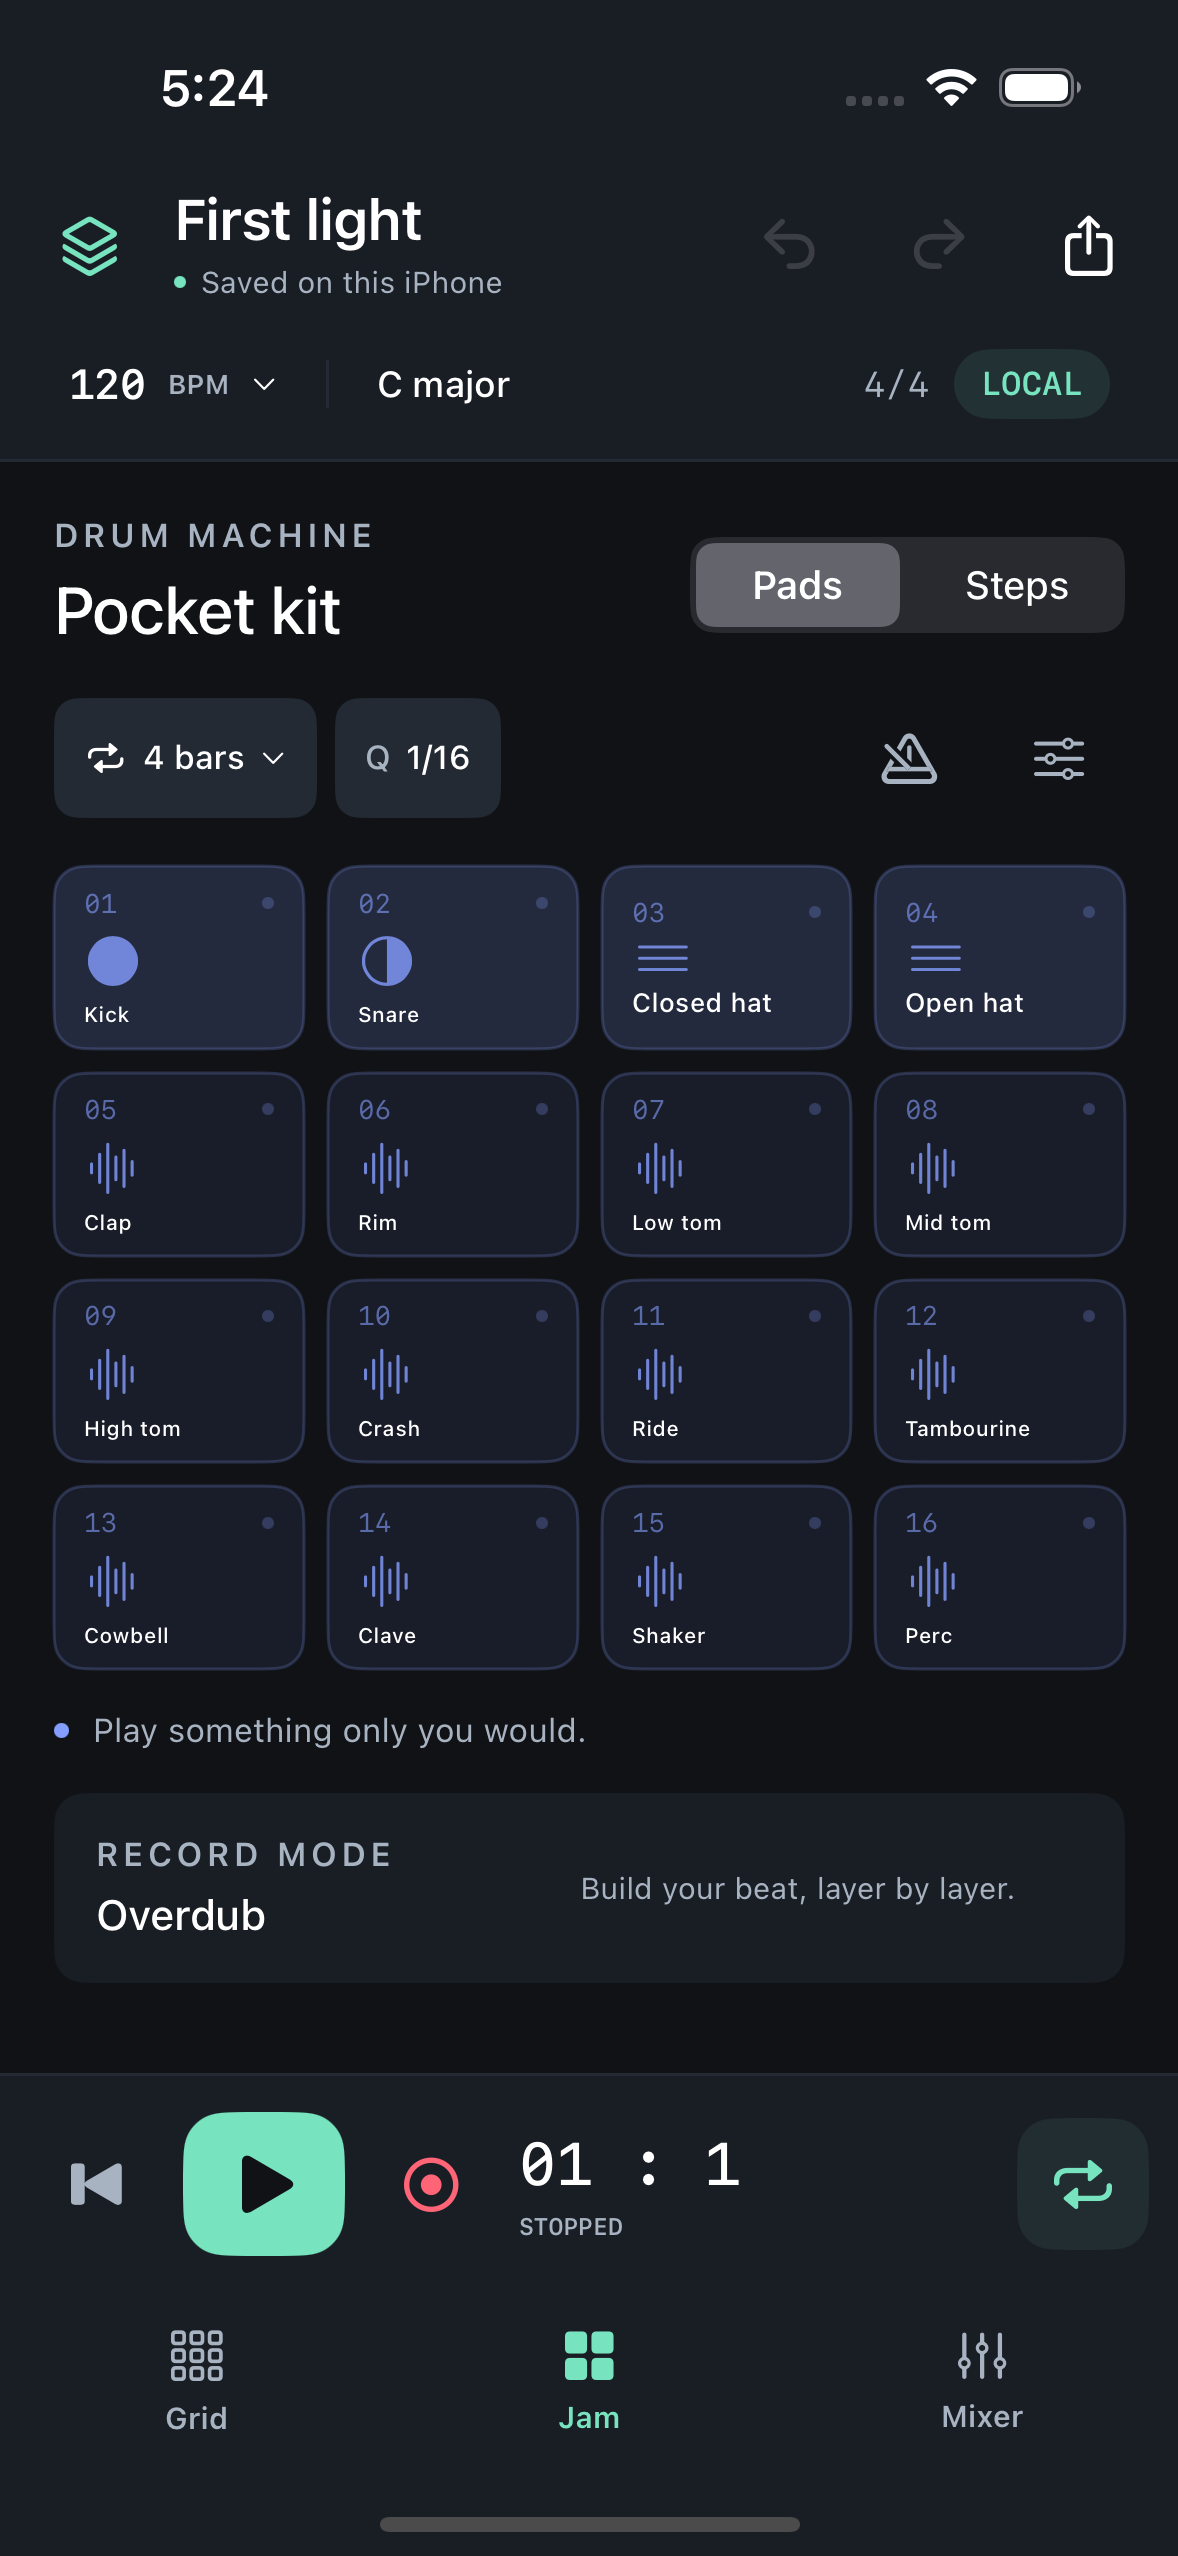 5:24
First light
Saved on this iPhone
120 BPM
C major
4/4
LOCAL
DRUM MACHINE
Pocket kit
Pads
Steps
4 bars
Q 1/16
01
Kick
02
Snare
03
Closed hat
04
Open hat
05
Clap
06
Rim
07
Low tom
08
Mid tom
09
High tom
10
Crash
11
Ride
12
Tambourine
13
Cowbell
14
Clave
15
Shaker
16
Perc
Play something only you would.
RECORD MODE
Overdub
Build your beat, layer by layer.
01 : 1
STOPPED
Grid
Jam
Mixer